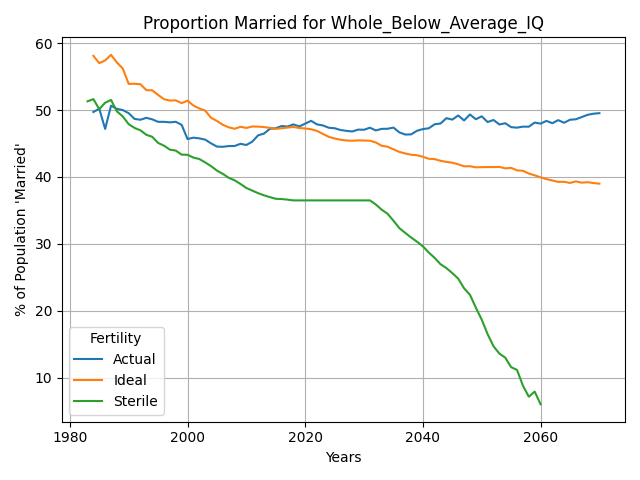 Proportion Married for Whole_Below_Average_IQ
% of Population 'Married'
60
50
40
30
20
10
Fertility
Actual
Ideal
Sterile
1980
2000
2020
2040
2060
Years